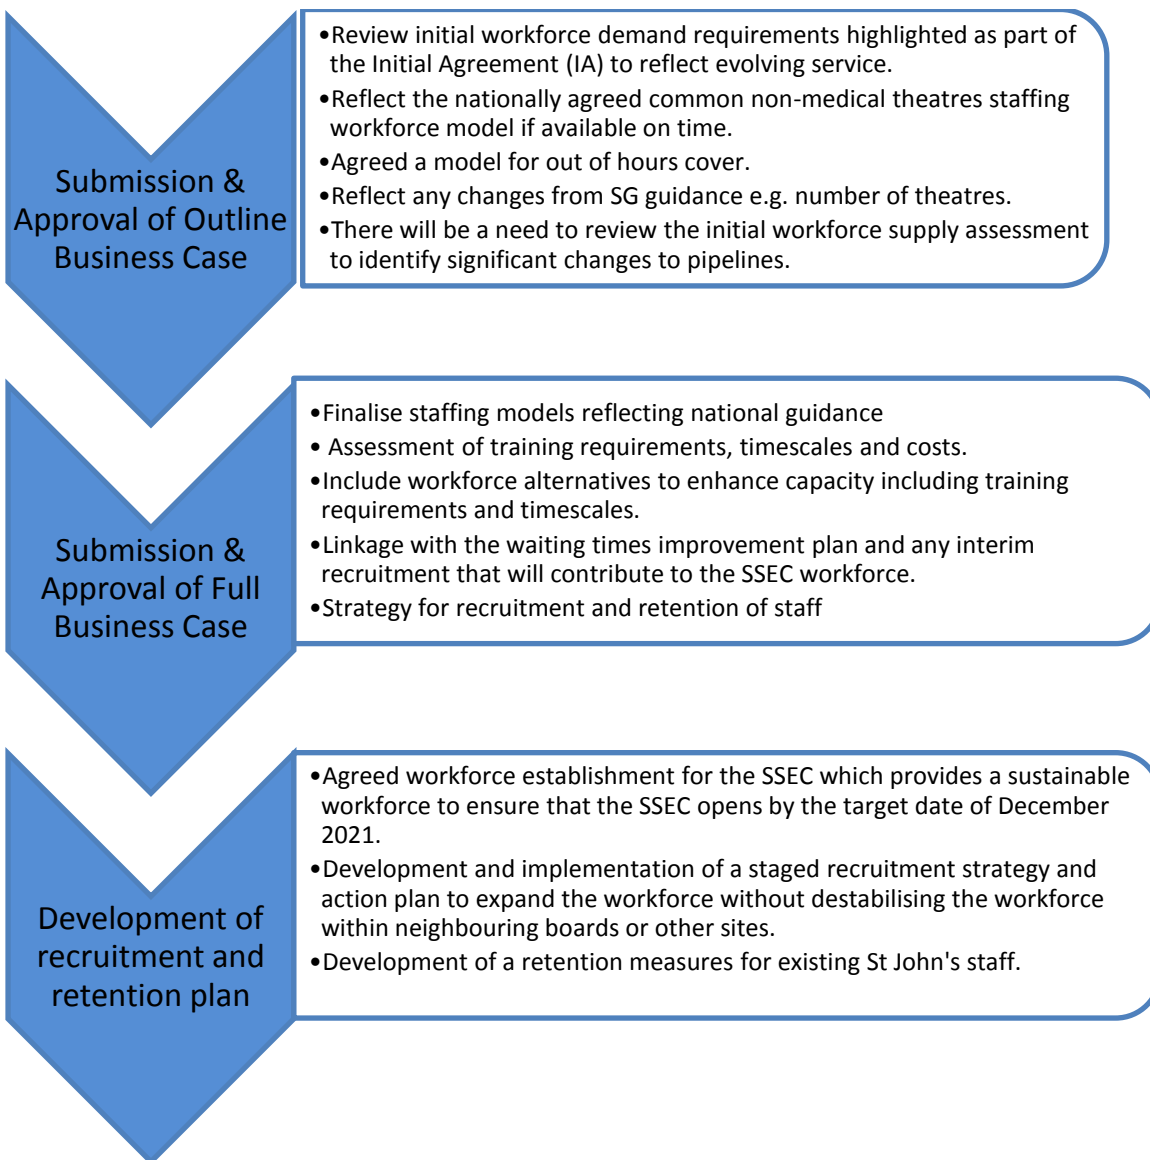 Submission &
Approval of Outline
Business Case
•Review initial workforce demand requirements highlighted as part of
the Initial Agreement (IA) to reflect evolving service.
•Reflect the nationally agreed common non-medical theatres staffing
workforce model if available on time.
•Agreed a model for out of hours cover.
•Reflect any changes from SG guidance e.g. number of theatres.
•There will be a need to review the initial workforce supply assessment
to identify significant changes to pipelines.
Submission &
Approval of Full
Business Case
•Finalise staffing models reflecting national guidance
• Assessment of training requirements, timescales and costs.
•Include workforce alternatives to enhance capacity including training
requirements and timescales.
•Linkage with the waiting times improvement plan and any interim
recruitment that will contribute to the SSEC workforce.
•Strategy for recruitment and retention of staff
Development of
recruitment and
retention plan
•Agreed workforce establishment for the SSEC which provides a sustainable
workforce to ensure that the SSEC opens by the target date of December
2021.
•Development and implementation of a staged recruitment strategy and
action plan to expand the workforce without destabilising the workforce
within neighbouring boards or other sites.
•Development of a retention measures for existing St John's staff.